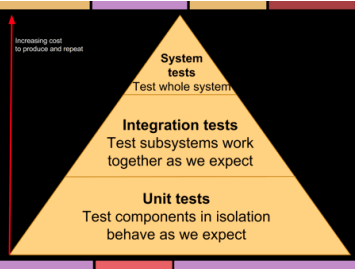 Increasing cost
to produce and repeat
System
tests
Test whole system
Integration tests
Test subsystems work
together as we expect
Unit tests
Test components in isolation
behave as we expect